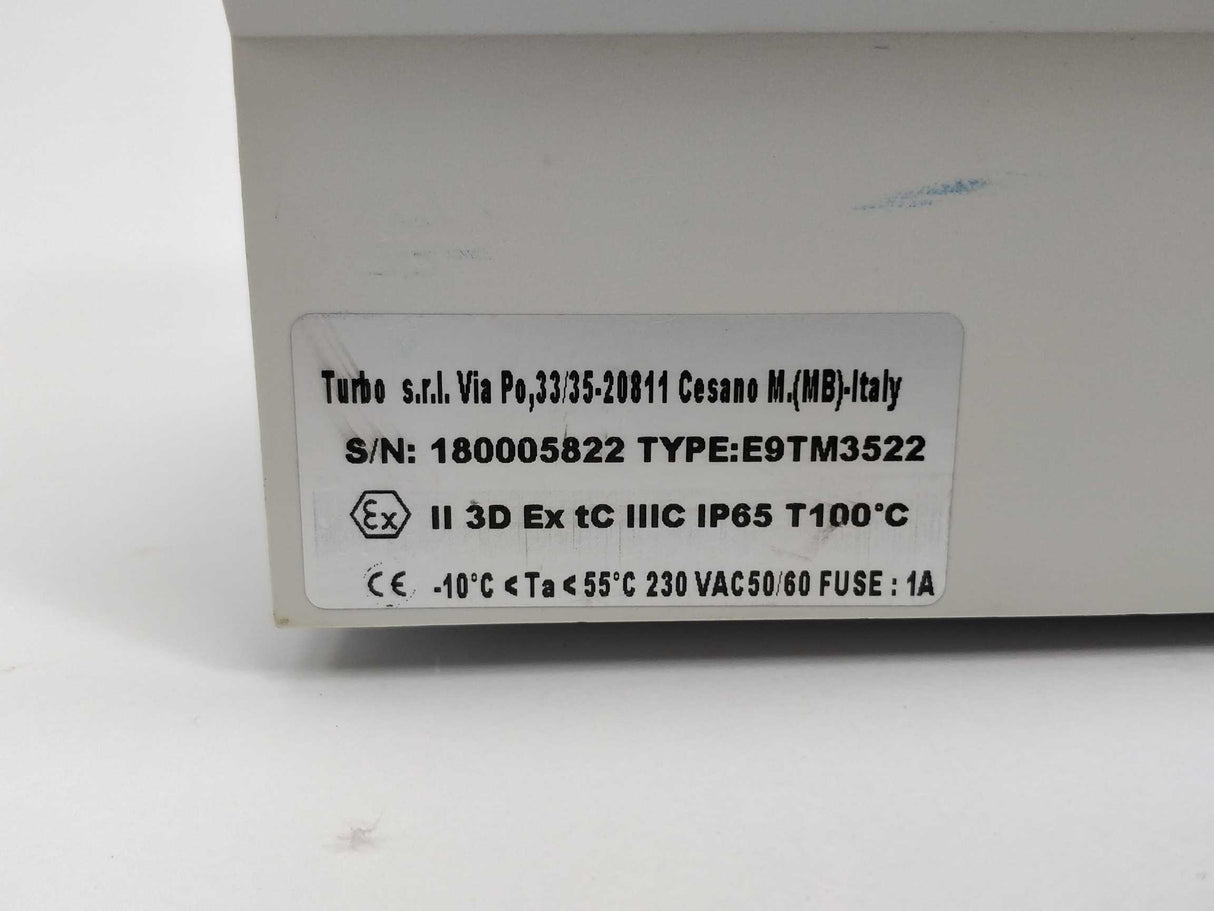 Turbo s.r.l. Via Po,33/35-20811 Cesano M.(MB)-Italy
S/N: 180005822 TYPE:E9TM3522
Ex II 3D Ex tC IIIC IP65 T100°C
CE -10°C < Ta < 55°C 230 VAC50/60 FUSE : 1A